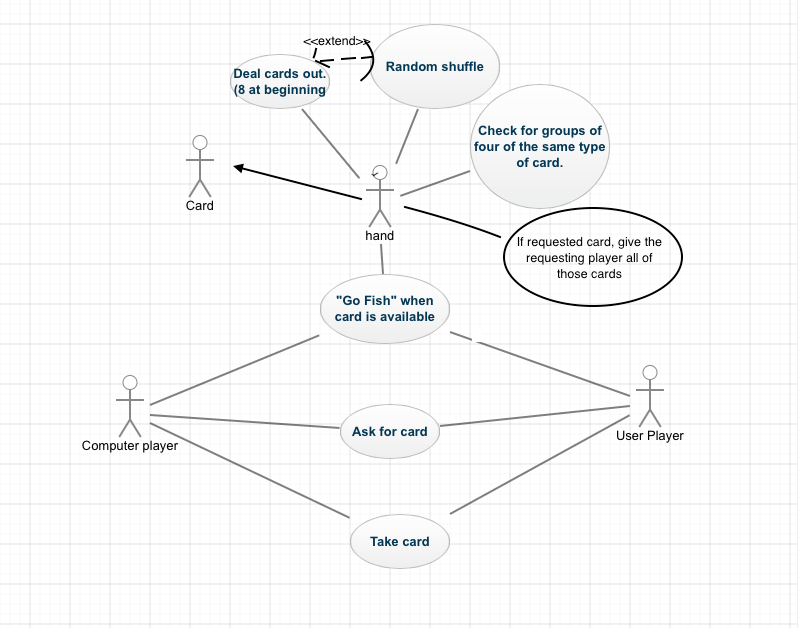 <<extend>>
Deal cards out.
(8 at beginning
Random shuffle
Check for groups of
four of the same type
of card.
Card
hand
If requested card, give the
requesting player all of
those cards
"Go Fish" when
card is available
Computer player
Ask for card
User Player
Take card